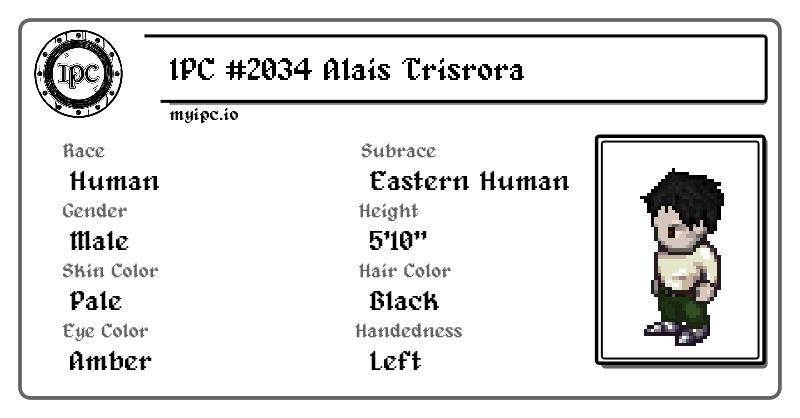 IPC
IPC #2034 Alais Trisrora
myipc.io
Race
Subrace
Human
Eastern Human
Gender
Height
Male
5'10"
Skin Color
Hair Color
Pale
Black
Eye Color
Handedness
Amber
Left